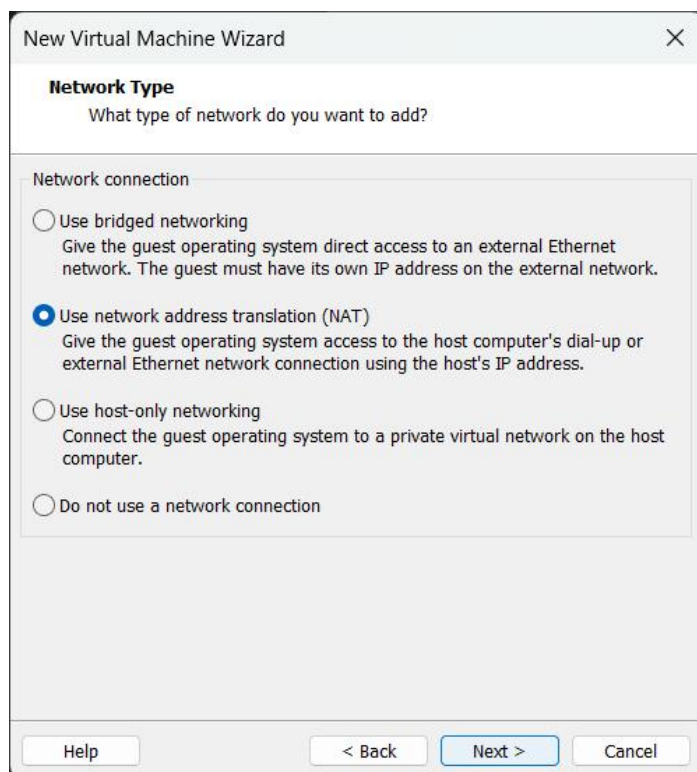 New Virtual Machine Wizard
Network Type
What type of network do you want to add?
Network connection
Use bridged networking
Give the guest operating system direct access to an external Ethernet
network. The guest must have its own IP address on the external network.
Use network address translation (NAT)
Give the guest operating system access to the host computer's dial-up or
external Ethernet network connection using the host's IP address.
Use host-only networking
Connect the guest operating system to a private virtual network on the host
computer.
Do not use a network connection
Help < Back Next > Cancel